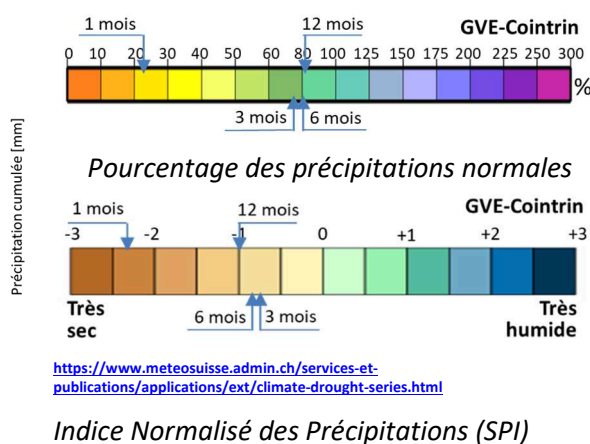 1 mois
12 mois
GVE-Cointrin
0 10 20 30 40 50 60 80 100 125 150 175 200 225 250 300
%
3 mois
6 mois
Pourcentage des précipitations normales
Précipitation cumulée [mm]
GVE-Cointrin
1 mois
12 mois
-3 -2 -1 0 +1 +2 +3
Très
sec
6 mois
3 mois
Très
humide
https://www.meteosuisse.admin.ch/services-et-
publications/applications/ext/climate-drought-series.html
Indice Normalisé des Précipitations (SPI)